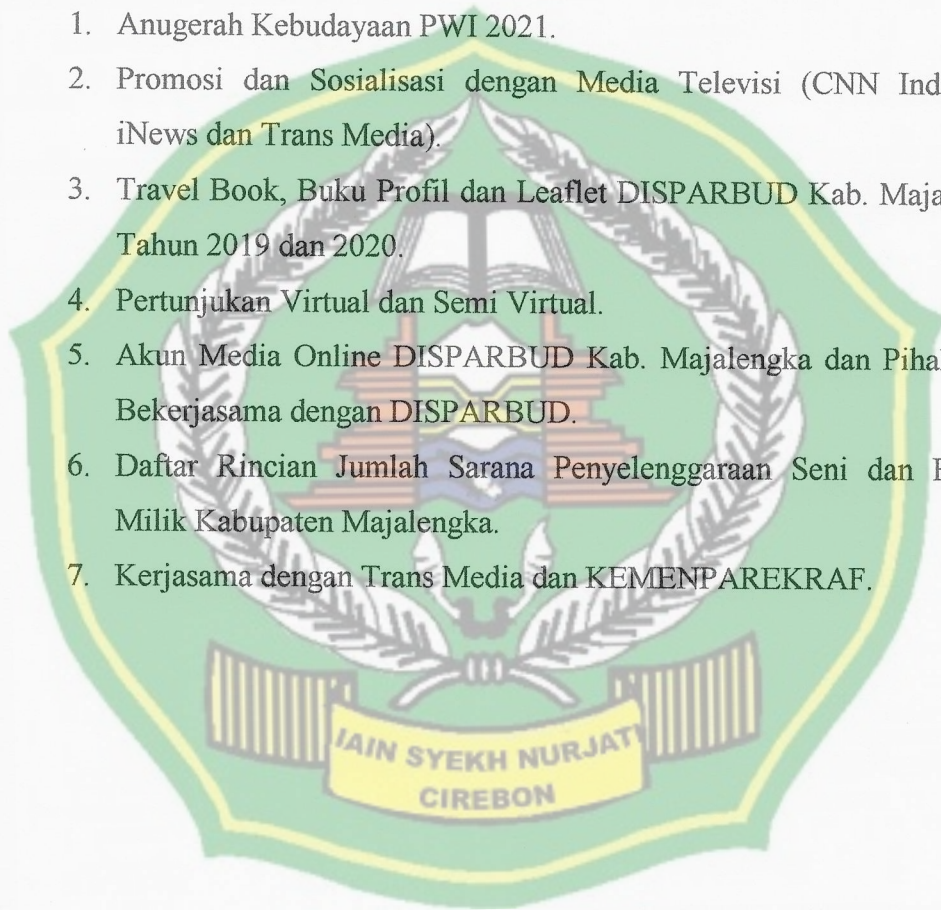 1. Anugerah Kebudayaan PWI 2021.
2. Promosi dan Sosialisasi dengan Media Televisi (CNN Ind
iNews dan Trans Media).
3. Travel Book, Buku Profil dan Leaflet DISPARBUD Kab. Maja
Tahun 2019 dan 2020.
4. Pertunjukan Virtual dan Semi Virtual.
5. Akun Media Online DISPARBUD Kab. Majalengka dan Piha
Bekerjasama dengan DISPARBUD.
6. Daftar Rincian Jumlah Sarana Penyelenggaraan Seni dan
Milik Kabupaten Majalengka.
7. Kerjasama dengan Trans Media dan KEMENPAREKRAF.
IAIN SYEKH NURJATI
CIREBON